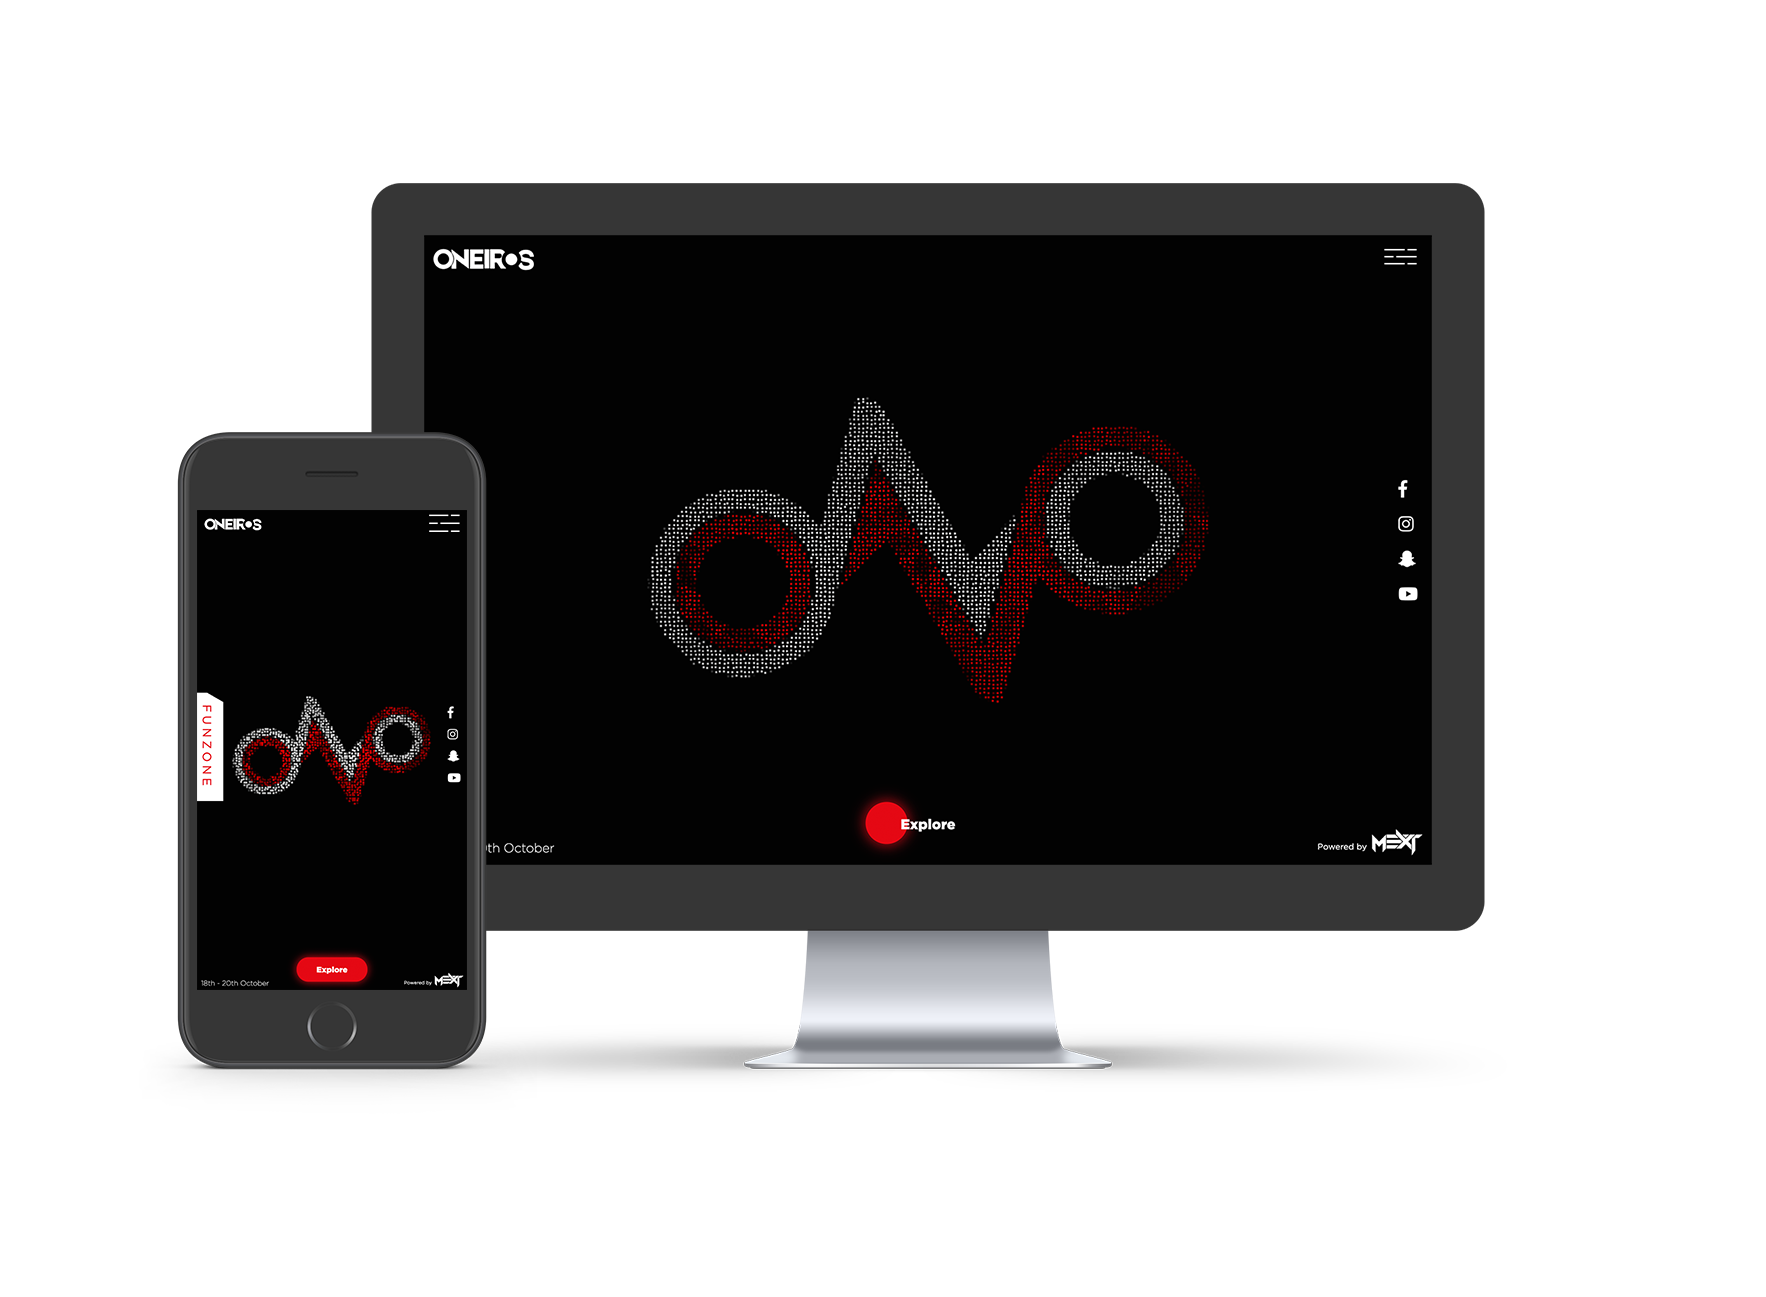 ONEIROS
Explore
th October
Powered by MEXT
ONEIROS
FUNZONE
Explore
18th - 20th October
Powered by MEXT